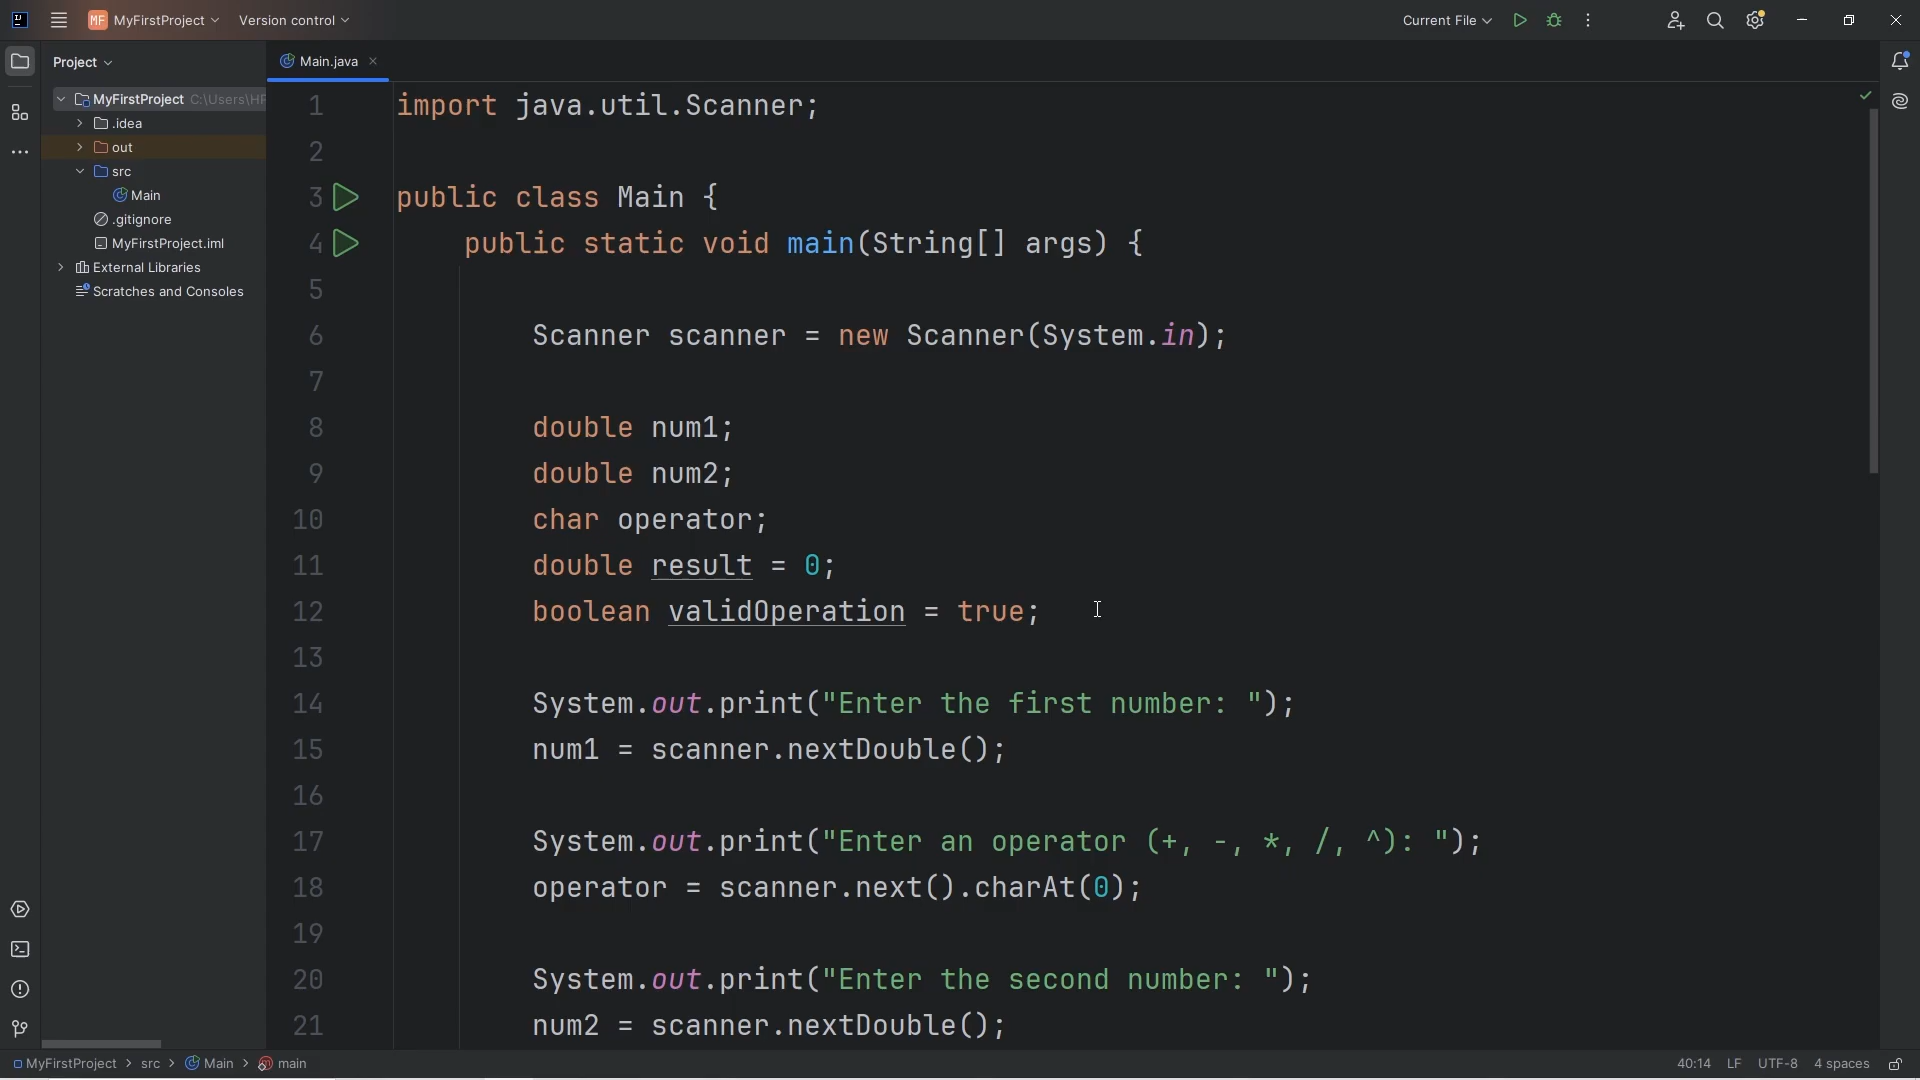 MF MyFirstProject Version control Current File
Project
Main.java
MyFirstProject C:\Users\HP
.idea
out
src
Main
.gitignore
MyFirstProject.iml
External Libraries
Scratches and Consoles
1 import java.util.Scanner;
2
3 public class Main {
4 public static void main(String[] args) {
5
6 Scanner scanner = new Scanner(System.in);
7
8 double num1;
9 double num2;
10 char operator;
11 double result = 0;
12 boolean validOperation = true;
13
14 System.out.print("Enter the first number: ");
15 num1 = scanner.nextDouble();
16
17 System.out.print("Enter an operator (+, -, *, /, ^): ");
18 operator = scanner.next().charAt(0);
19
20 System.out.print("Enter the second number: ");
21 num2 = scanner.nextDouble();
MyFirstProject > src > Main > main 40:14 LF UTF-8 4 spaces